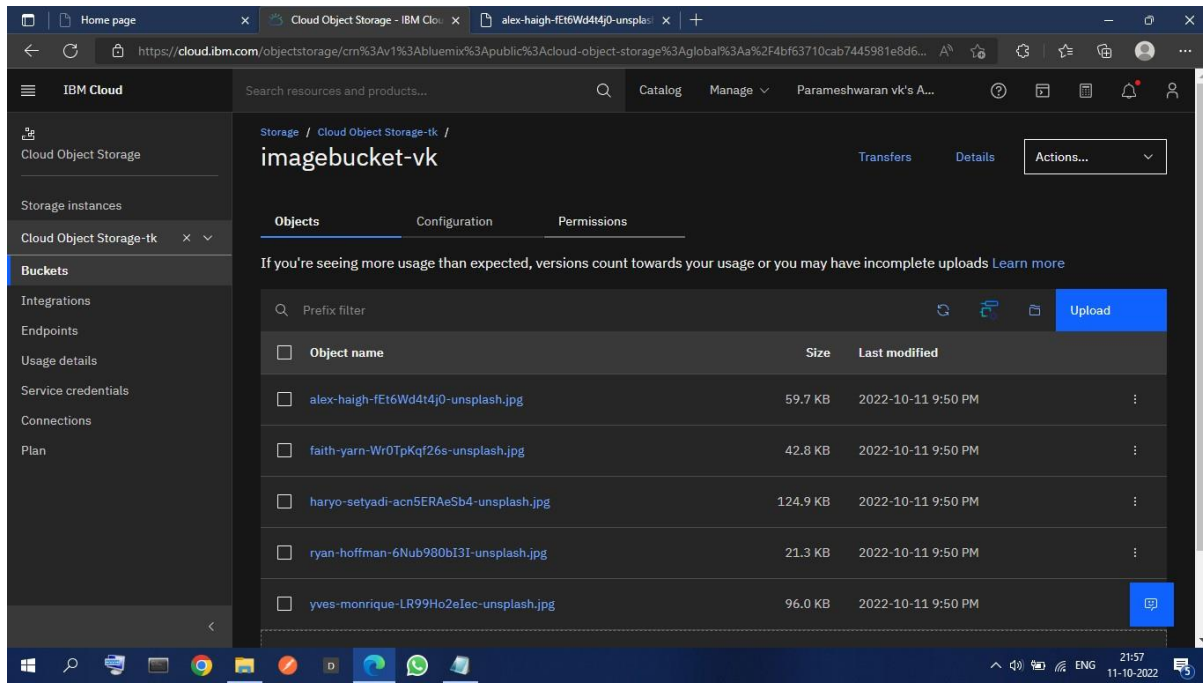 Home page
Cloud Object Storage - IBM Clou
alex-haigh-fEt6Wd4t4j0-unsplas
https://cloud.ibm.com/objectstorage/crn%3Av1%3Abluemix%3Apublic%3Acloud-object-storage%3Aglobal%3Aa%2F4bf63710cab7445981e8d6...
IBM Cloud
Search resources and products...
Catalog
Manage
Parameshwaran vk's A...
Cloud Object Storage
Storage instances
Cloud Object Storage-tk
Buckets
Integrations
Endpoints
Usage details
Service credentials
Connections
Plan
Storage / Cloud Object Storage-tk /
imagebucket-vk
Transfers
Details
Actions...
Objects
Configuration
Permissions
If you're seeing more usage than expected, versions count towards your usage or you may have incomplete uploads Learn more
Prefix filter
Upload
Object name Size Last modified
alex-haigh-fEt6Wd4t4j0-unsplash.jpg 59.7 KB 2022-10-11 9:50 PM
faith-yarn-Wr0TpKqf26s-unsplash.jpg 42.8 KB 2022-10-11 9:50 PM
haryo-setyadi-acn5ERAeSb4-unsplash.jpg 124.9 KB 2022-10-11 9:50 PM
ryan-hoffman-6Nub980bI3I-unsplash.jpg 21.3 KB 2022-10-11 9:50 PM
yves-monrique-LR99Ho2eIec-unsplash.jpg 96.0 KB 2022-10-11 9:50 PM
D
ENG
21:57
11-10-2022
5